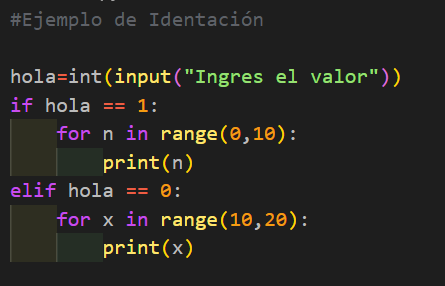 #Ejemplo de Identación
hola=int(input("Ingres el valor"))
if hola == 1:
    for n in range(0,10):
        print(n)
elif hola == 0:
    for x in range(10,20):
        print(x)